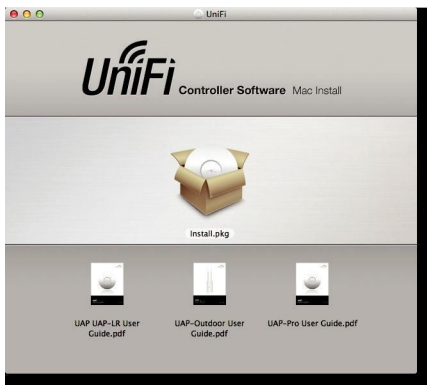 UniFi
UniFi Controller Software Mac Install
Install.pkg
UAP UAP-LR User
Guide.pdf
UAP-Outdoor User
Guide.pdf
UAP-Pro User Guide.pdf